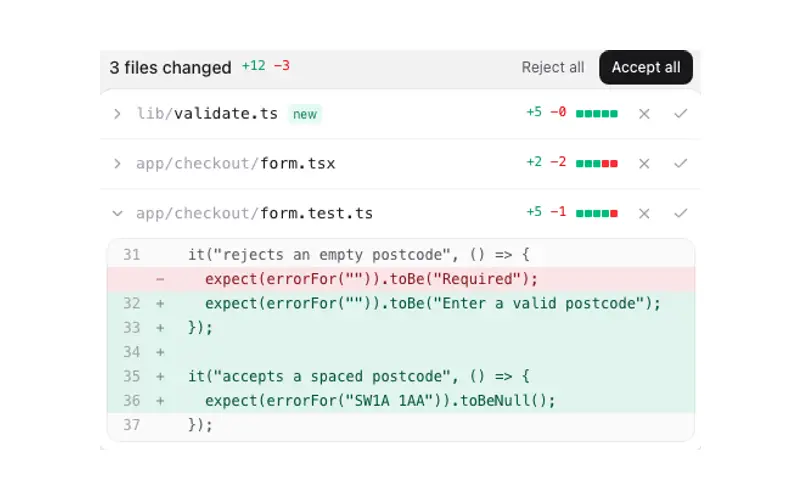 3 files changed +12 −3 Reject all Accept all
lib/validate.ts new +5 −0
app/checkout/form.tsx +2 −2
app/checkout/form.test.ts +5 −1
31 it("rejects an empty postcode", () => {
− expect(errorFor("")).toBe("Required");
32 + expect(errorFor("")).toBe("Enter a valid postcode");
33 + });
34 +
35 + it("accepts a spaced postcode", () => {
36 + expect(errorFor("SW1A 1AA")).toBeNull();
37 });